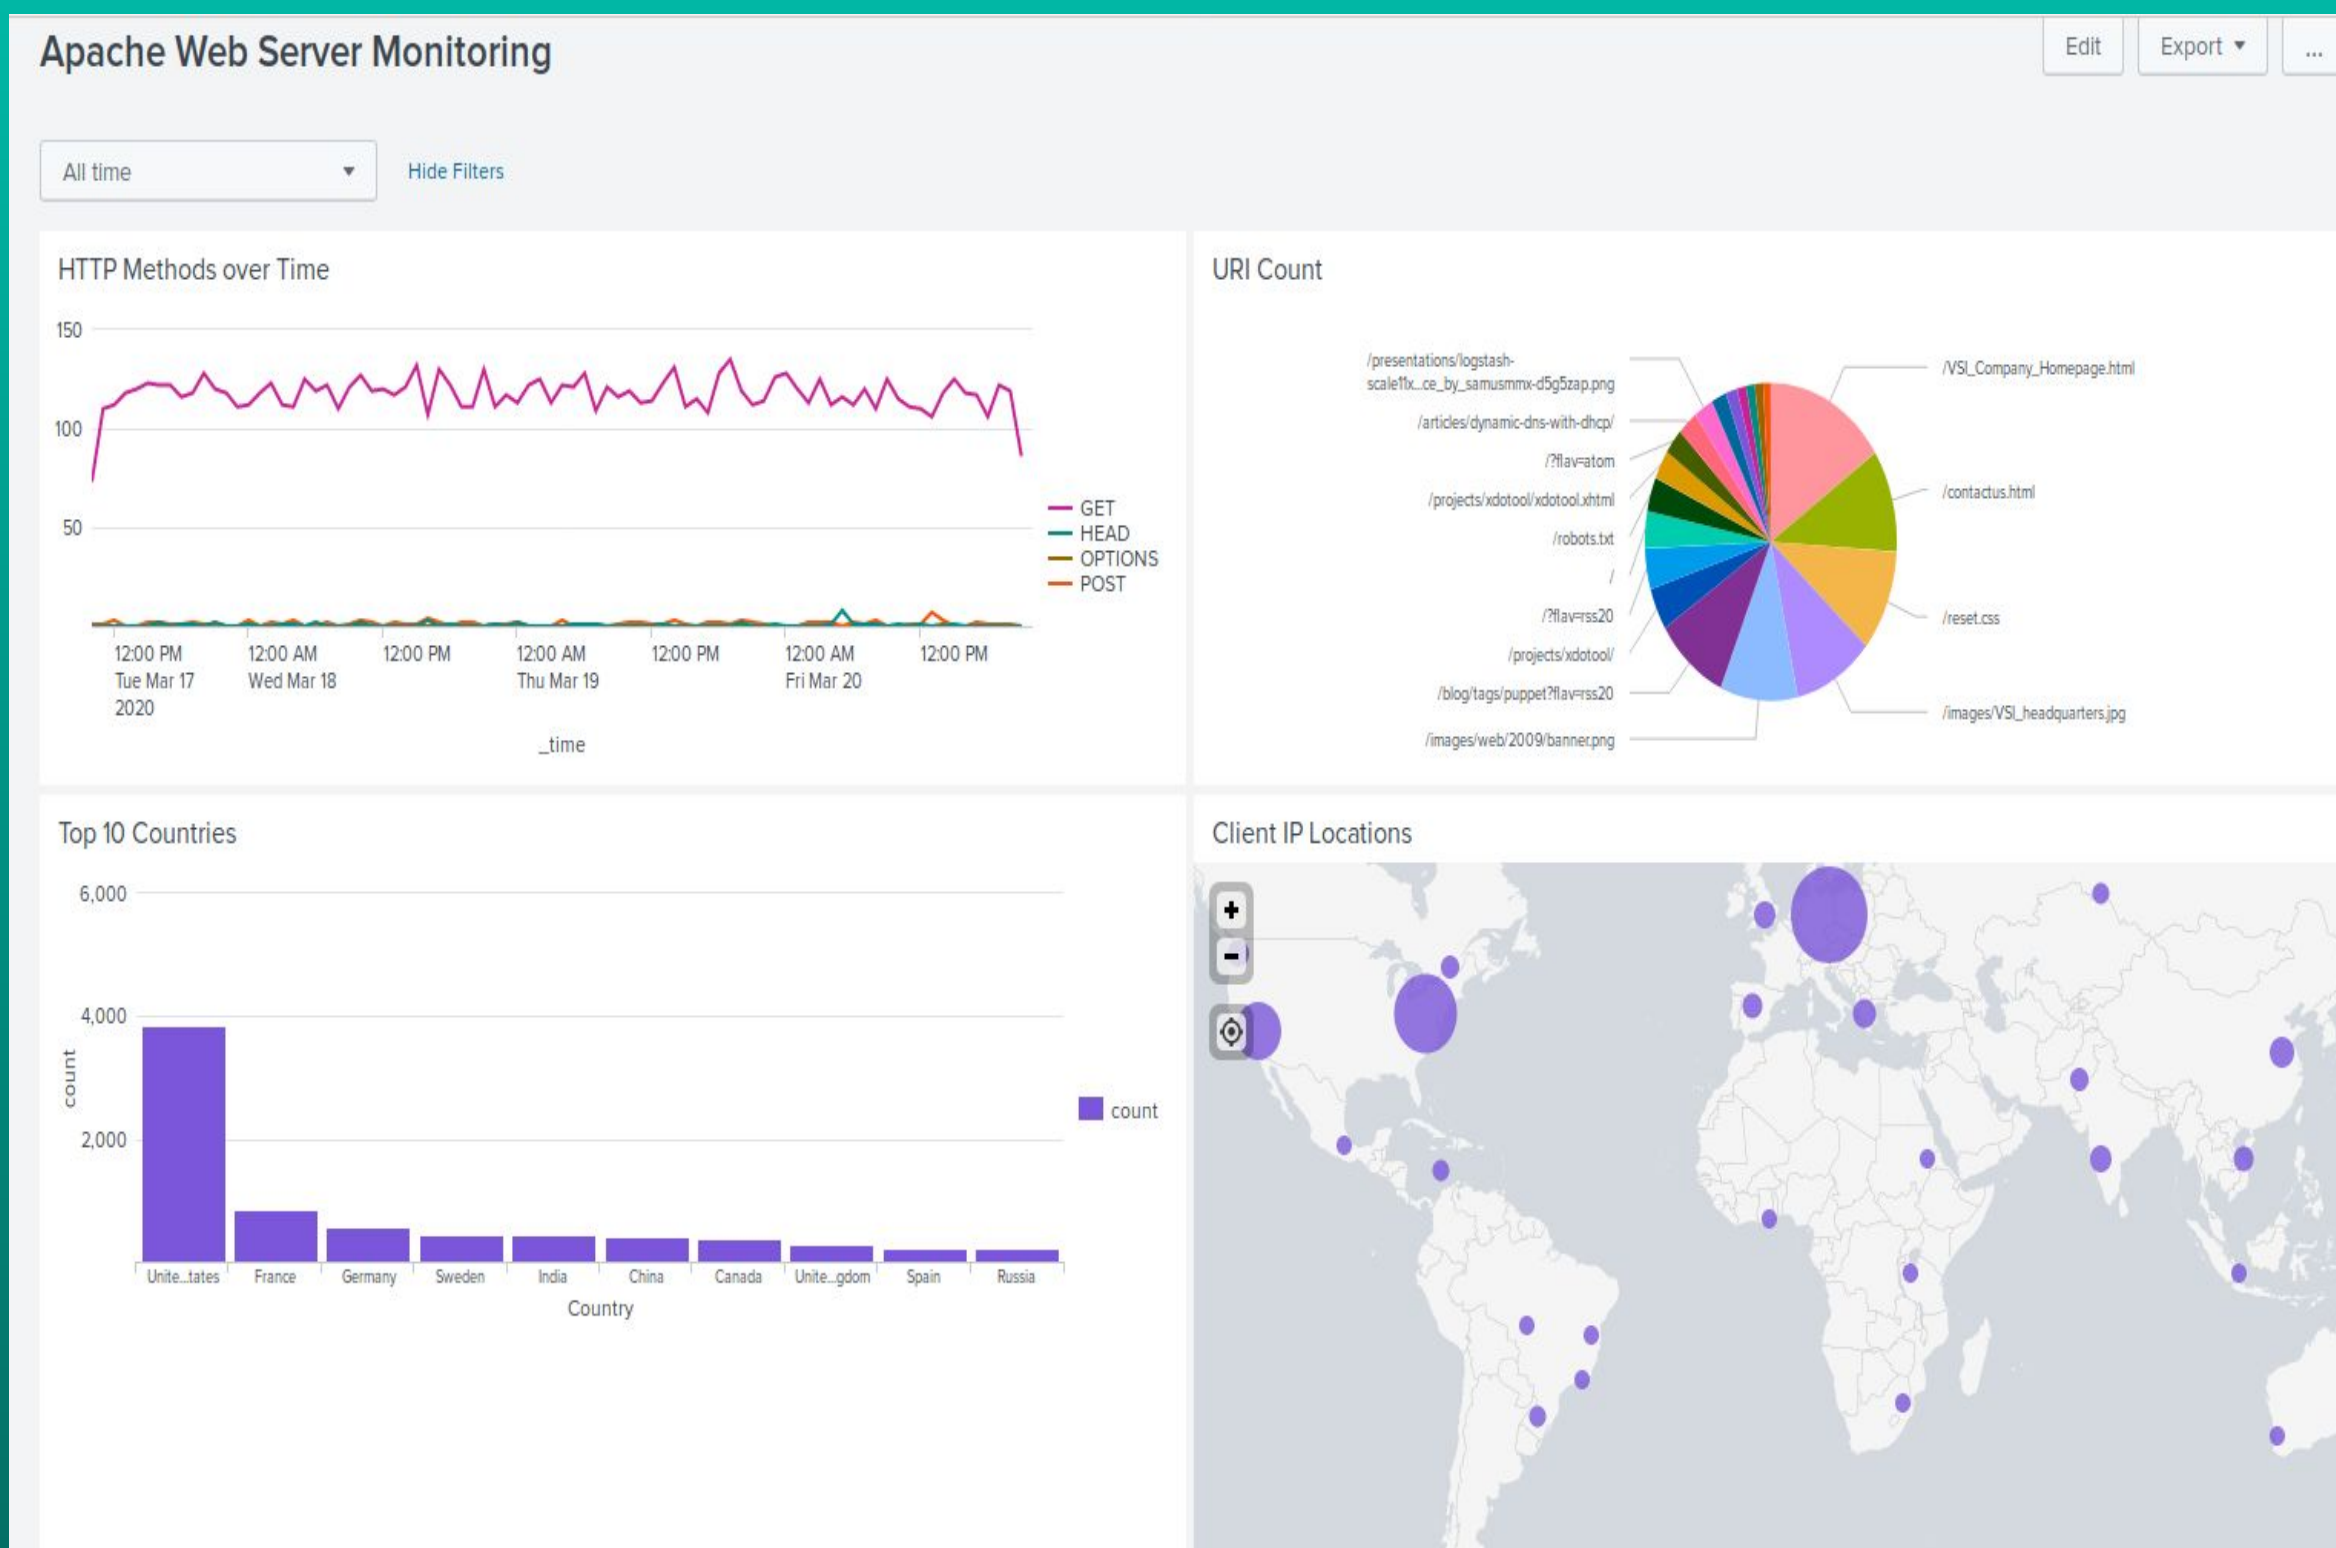 Apache Web Server Monitoring
Edit
Export
...
All time
Hide Filters
HTTP Methods over Time
150
100
50
GET
HEAD
OPTIONS
POST
12:00 PM 12:00 AM 12:00 PM 12:00 AM 12:00 PM 12:00 AM 12:00 PM
Tue Mar 17 Wed Mar 18 Thu Mar 19 Fri Mar 20
2020
_time
URI Count
/presentations/logstash-
scale11x...ce_by_samusmmx-d5g5zap.png
/articles/dynamic-dns-with-dhcp/
/?flav=atom
/projects/xdotool/xdotool.xhtml
/robots.txt
/
/?flav=rss20
/projects/xdotool/
/blog/tags/puppet?flav=rss20
/images/web/2009/banner.png
/VSI_Company_Homepage.html
/contactus.html
/reset.css
/images/VSI_headquarters.jpg
Top 10 Countries
6,000
4,000
2,000
count
count
Unite...tates France Germany Sweden India China Canada Unite...gdom Spain Russia
Country
Client IP Locations
+
-